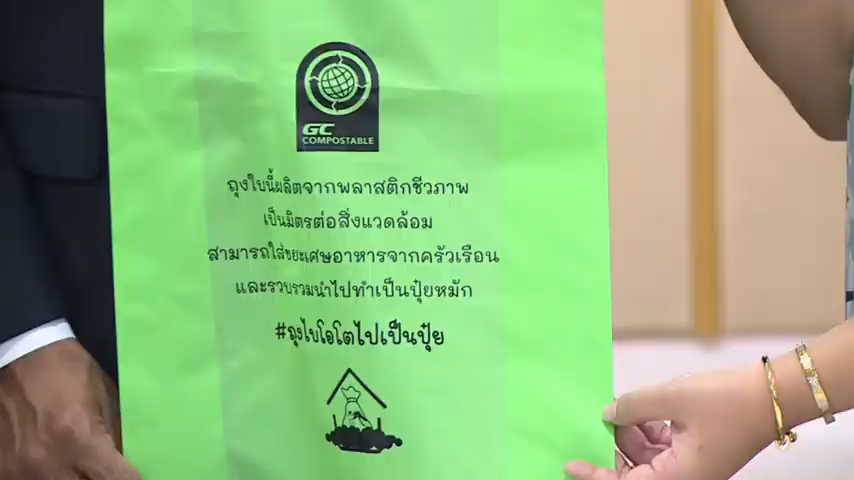 GC
COMPOSTABLE
ถุงใบนี้ผลิตจากพลาสติกชีวภาพ
เป็นมิตรต่อสิ่งแวดล้อม
สามารถใส่ขยะเศษอาหารจากครัวเรือน
และรวบรวมนำไปทำเป็นปุ๋ยหมัก
#ถุงไบโอโตไปเป็นปุ๋ย